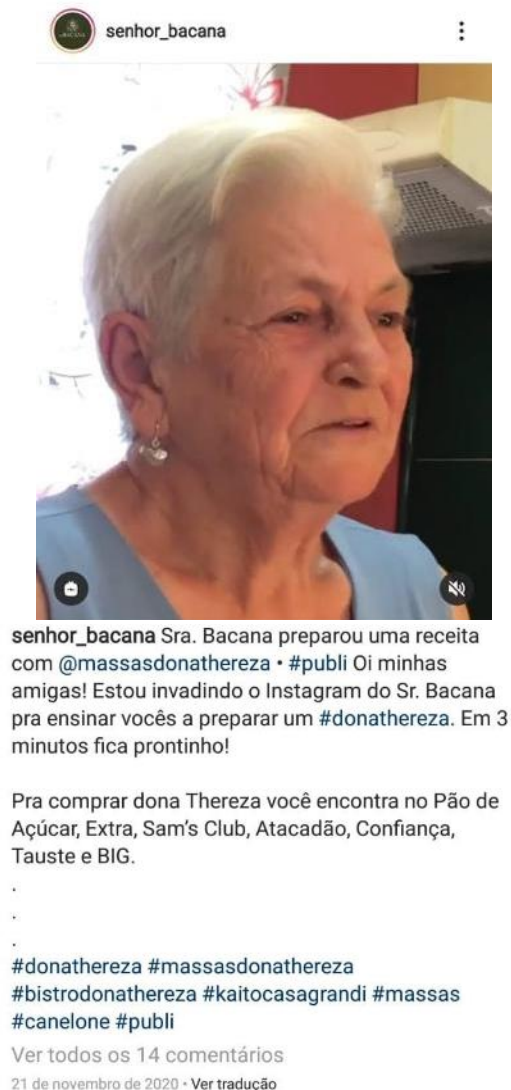 senhor_bacana
senhor_bacana Sra. Bacana preparou uma receita
com @massasdonathereza • #publi Oi minhas
amigas! Estou invadindo o Instagram do Sr. Bacana
pra ensinar vocês a preparar um #donathereza. Em 3
minutos fica prontinho!
Pra comprar dona Thereza você encontra no Pão de
Açúcar, Extra, Sam’s Club, Atacadão, Confiança,
Tauste e BIG.
.
.
.
#donathereza #massasdonathereza
#bistrodonathereza #kaitocasagrandi #massas
#canelone #publi
Ver todos os 14 comentários
21 de novembro de 2020 • Ver tradução